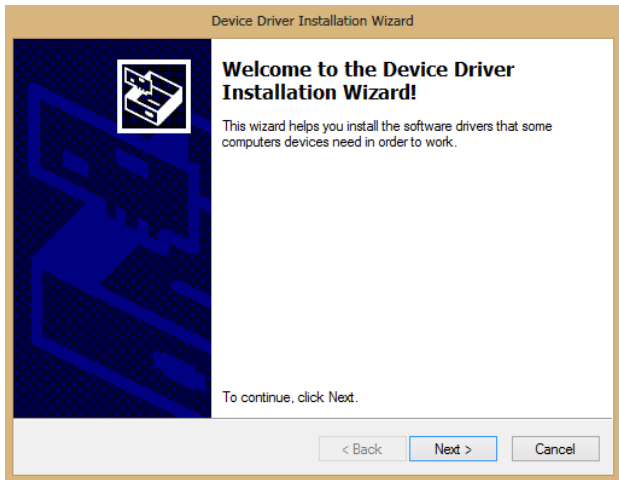 Device Driver Installation Wizard
Welcome to the Device Driver
Installation Wizard!
This wizard helps you install the software drivers that some
computers devices need in order to work.
To continue, click Next.
< Back
Next >
Cancel